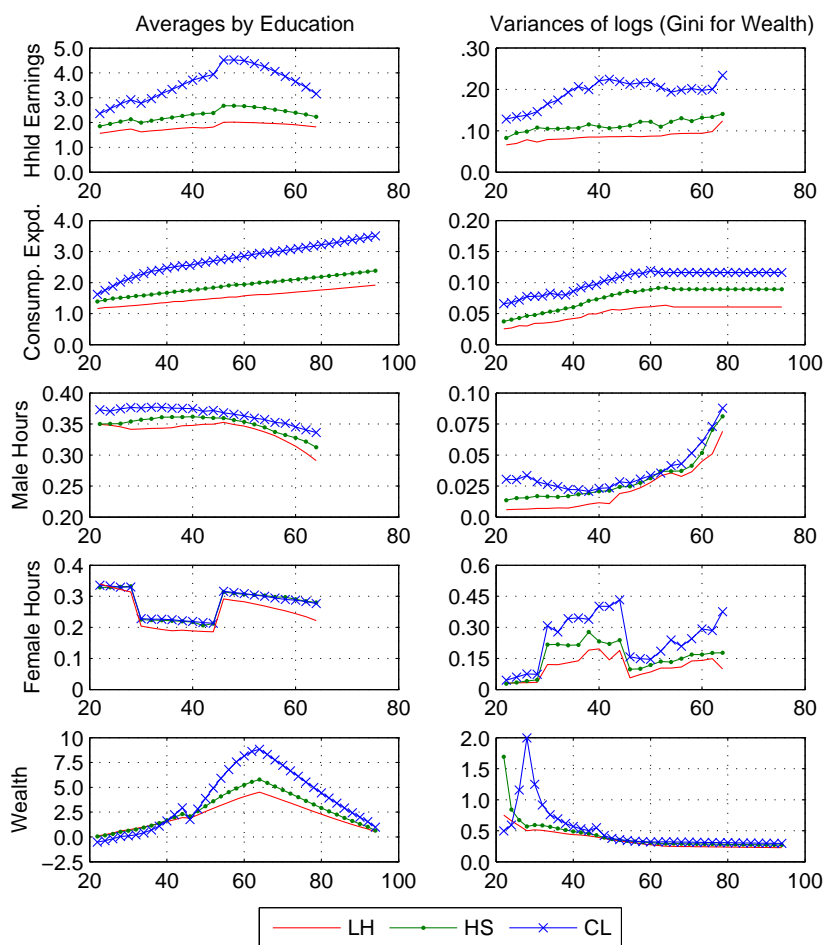 Averages by Education
Variances of logs (Gini for Wealth)
Hhld Earnings
5.0
4.0
3.0
2.0
1.0
0.0
20 40 60 80
.30
.20
.10
0.0
20 40 60 80
Consump. Expd.
4.0
3.0
2.0
1.0
0.0
20 40 60 80 100
0.20
0.15
0.10
0.05
0.00
20 40 60 80 100
Male Hours
0.40
0.35
0.30
0.25
0.20
20 40 60 80
0.100
0.075
0.050
0.025
0.00
20 40 60 80
Female Hours
0.4
0.3
0.2
0.1
0
20 40 60 80
0.6
0.45
0.30
0.15
0
20 40 60 80
Wealth
10
7.5
5.0
2.5
0.0
−2.5
20 40 60 80 100
2.0
1.5
1.0
0.5
0.0
20 40 60 80 100
LH HS CL